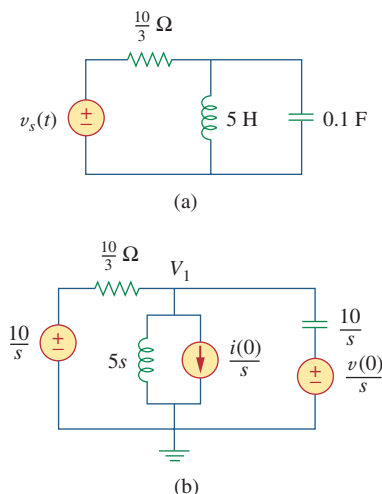 10/3 Ω
v_s(t)
+
−
5 H
0.1 F
(a)
10/3 Ω
V_1
10/s
+
−
5s
i(0)/s
10/s
+
−
v(0)/s
(b)